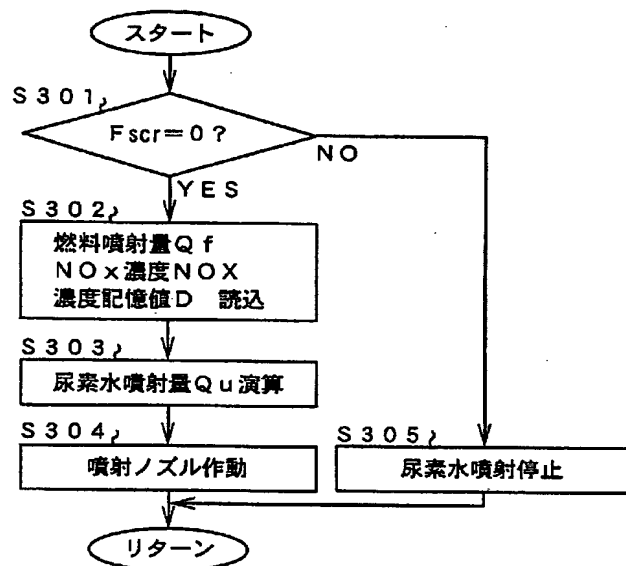 スタート
S301
Fscr=0?
NO
YES
S302
燃料噴射量Qf
NOx濃度NOX
濃度記憶値D 読込
S303
尿素水噴射量Qu演算
S304
噴射ノズル作動
S305
尿素水噴射停止
リターン